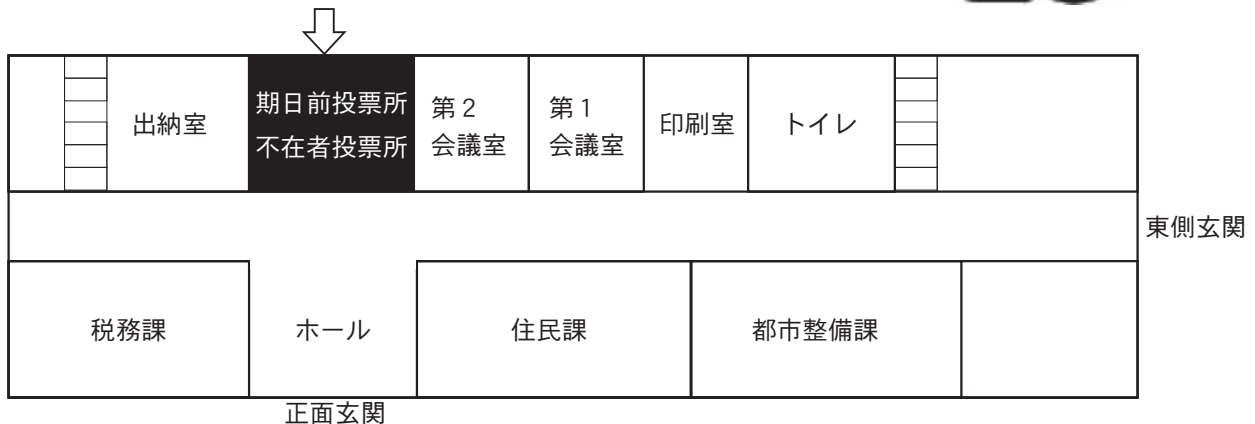 出納室
期日前投票所
不在者投票所
第２
会議室
第１
会議室
印刷室
トイレ
東側玄関
税務課
ホール
住民課
都市整備課
正面玄関